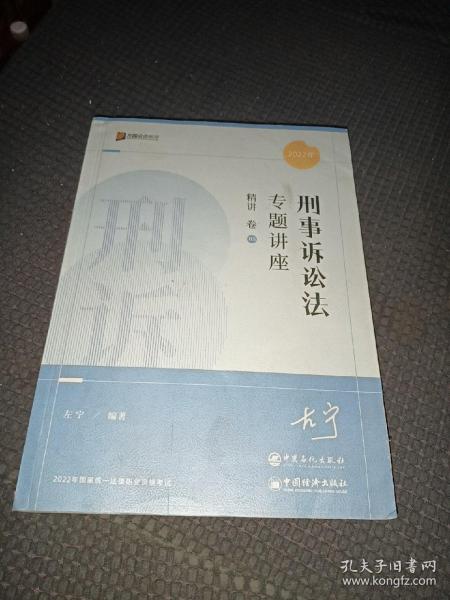 2022年
刑事诉讼法
专题讲座
精讲 卷
刑诉
左宁 / 编著
左宁
中国石化出版社
中国经济出版社
2022年国家统一法律职业资格考试
孔夫子旧书网
www.kongfz.com